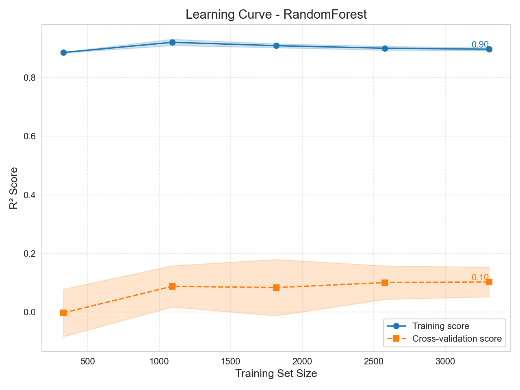 Learning Curve - RandomForest
R² Score
0.8
0.6
0.4
0.2
0.0
0.90
0.10
Training score
Cross-validation score
500
1000
1500
2000
2500
3000
Training Set Size